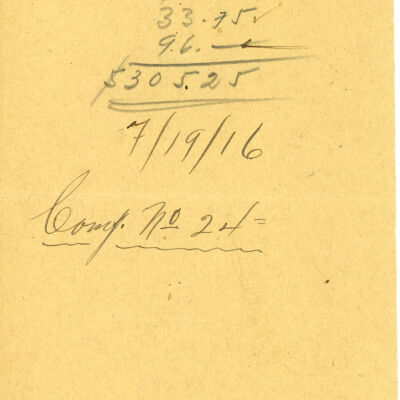 33.75 ✓
96. —
$305.25
7/19/16
Comp. No 24=